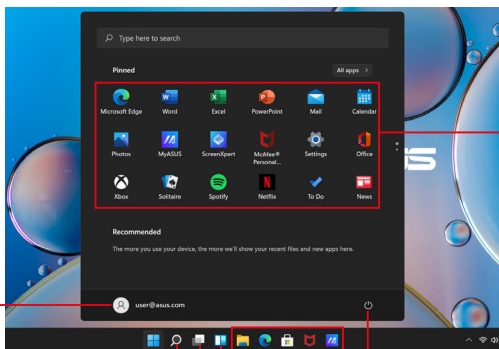 Type here to search
Pinned
All apps >
Microsoft Edge Word Excel PowerPoint Mail Calendar
Photos MyASUS ScreenXpert McAfee® Settings Office
Personal...
Xbox Solitaire Spotify Netflix To Do News
Recommended
The more you use your device, the more we'll show your recent files and new apps here.
user@asus.com